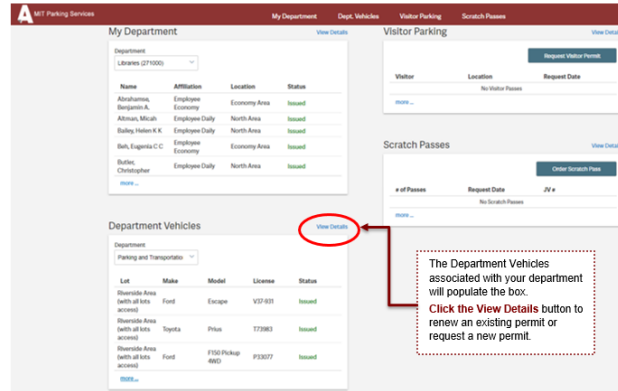 MIT Parking Services
My Department Dept. Vehicles Visitor Parking Scratch Passes
My Department View Details
Department
Libraries (271000)
Name Affiliation Location Status
Abrahamse, Benjamin A. Employee Economy Economy Area Issued
Altman, Micah Employee Daily North Area Issued
Bailey, Helen K K Employee Daily North Area Issued
Beh, Eugenia C C Employee Economy Economy Area Issued
Butler, Christopher Employee Daily North Area Issued
more ...
Visitor Parking View Detai
Request Visitor Permit
Visitor Location Request Date
No Visitor Passes
more ...
Scratch Passes View Detai
Order Scratch Pass
# of Passes Request Date JV #
No Scratch Passes
more ...
Department Vehicles View Details
Department
Parking and Transportatio
Lot Make Model License Status
Riverside Area (with all lots access) Ford Escape V37-931 Issued
Riverside Area (with all lots access) Toyota Prius T73983 Issued
Riverside Area (with all lots access) Ford F150 Pickup 4WD P33077 Issued
more ...
The Department Vehicles
associated with your department
will populate the box.
Click the View Details button to
renew an existing permit or
request a new permit.